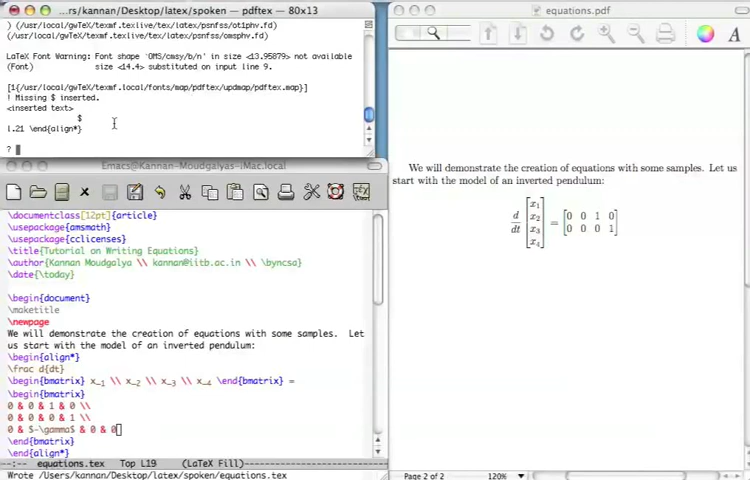 ...rs/kannan/Desktop/latex/spoken — pdftex — 80x13
) (/usr/local/gwTeX/texmf.texlive/tex/latex/psnfss/ot1phv.fd)
(/usr/local/gwTeX/texmf.texlive/tex/latex/psnfss/omsphv.fd)
LaTeX Font Warning: Font shape `OMS/cmsy/b/n' in size <13.95879> not available
(Font) size <14.4> substituted on input line 9.
[1{/usr/local/gwTeX/texmf.local/fonts/map/pdftex/updmap/pdftex.map}]
! Missing $ inserted.
<inserted text>
$
l.21 \end{align*}
?
Emacs@Kannan-Moudgalyas-iMac.local
\documentclass[12pt]{article}
\usepackage{amsmath}
\usepackage{cclicenses}
\title{Tutorial on Writing Equations}
\author{Kannan Moudgalya \\ kannan@iitb.ac.in \\ \byncsa}
\date{\today}
\begin{document}
\maketitle
\newpage
We will demonstrate the creation of equations with some samples. Let
us start with the model of an inverted pendulum:
\begin{align*}
\frac d{dt}
\begin{bmatrix} x_1 \\ x_2 \\ x_3 \\ x_4 \end{bmatrix} =
\begin{bmatrix}
0 & 0 & 1 & 0 \\
0 & 0 & 0 & 1 \\
0 & $-\gamma$ & 0 & 0
\end{bmatrix}
\end{align*}
--:--- equations.tex Top L19 (LaTeX Fill)
Wrote /Users/kannan/Desktop/latex/spoken/equations.tex
equations.pdf
A
We will demonstrate the creation of equations with some samples. Let us
start with the model of an inverted pendulum:
d/dt [x1 x2 x3 x4] = [0 0 1 0
0 0 0 1]
Page 2 of 2 120%